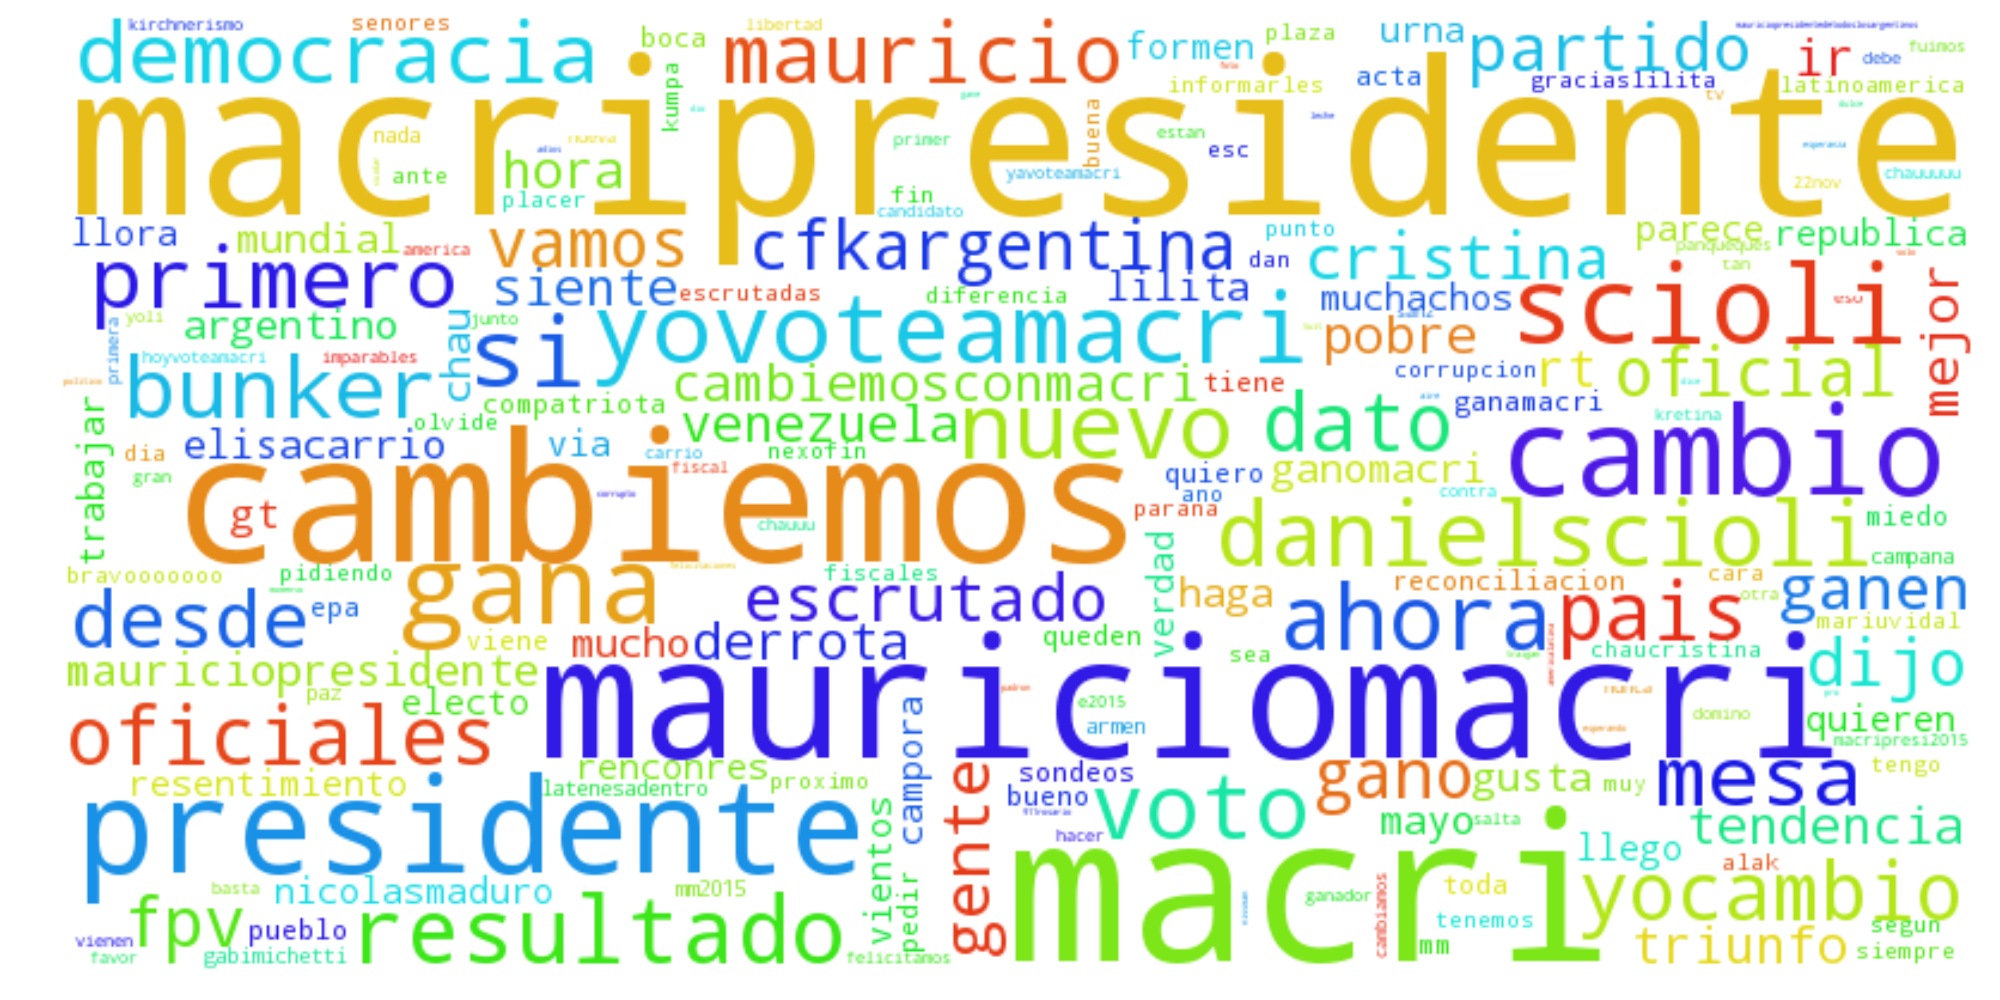 kirchnerismo
senores
libertad
democracia
boca
mauricio
formen
plaza
urna
partido
mauriciopresidentedetodoslosargentinos
ir
debe
fuimos
kumpa
informarles
acta
graciaslilita
tv
latinoamerica
macripresidente
nada
ante
hora
placer
primer
buena
estan
esc
yavoteamacri
fin
candidato
22nov
chauuuuu
llora
mundial
america
vamos
cfkargentina
punto
dan
cristina
parece
panqueques
tan
republica
primero
siente
escrutadas
diferencia
lilita
muchachos
scioli
eso
mejor
yoli
argentino
chau
junto
si
yovoteamacri
pobre
primera
hoyvoteamacri
imparables
bunker
cambiemosconmacri
tiene
corrupcion
rt
oficial
politico
trabajar
olvide
compatriota
venezuela
nuevo
dato
ganamacri
kretina
cambio
dia
elisacarrio
via
carrio
nexofin
fiscal
gran
quiero
ano
ganomacri
contra
cambiemos
gt
chauuu
parana
danielscioli
miedo
campana
verdad
bravooooooo
pidiendo
gana
felicitaciones
fiscales
haga
reconciliacion
cara
otra
ganen
desde
epa
escrutado
ahora
pais
mariuvidal
viene
mucho
derrota
queden
sea
chaucristina
dijo
mauriciopresidente
paz
electo
mauriciomacri
e2015
armen
domino
quieren
macripresi2015
oficiales
campora
resentimiento
renconres
latenesadentro
proximo
gente
sondeos
bueno
gano
gusta
muy
mesa
tengo
presidente
vientos
hacer
voto
mayo
salta
tendencia
llego
alak
basta
nicolasmaduro
mm2015
pedir
macri
ganador
cambiamos
toda
tenemos
mm
yocambio
fpv
pueblo
resultado
vienen
favor
gabimichetti
felicitamos
triunfo
segun
siempre